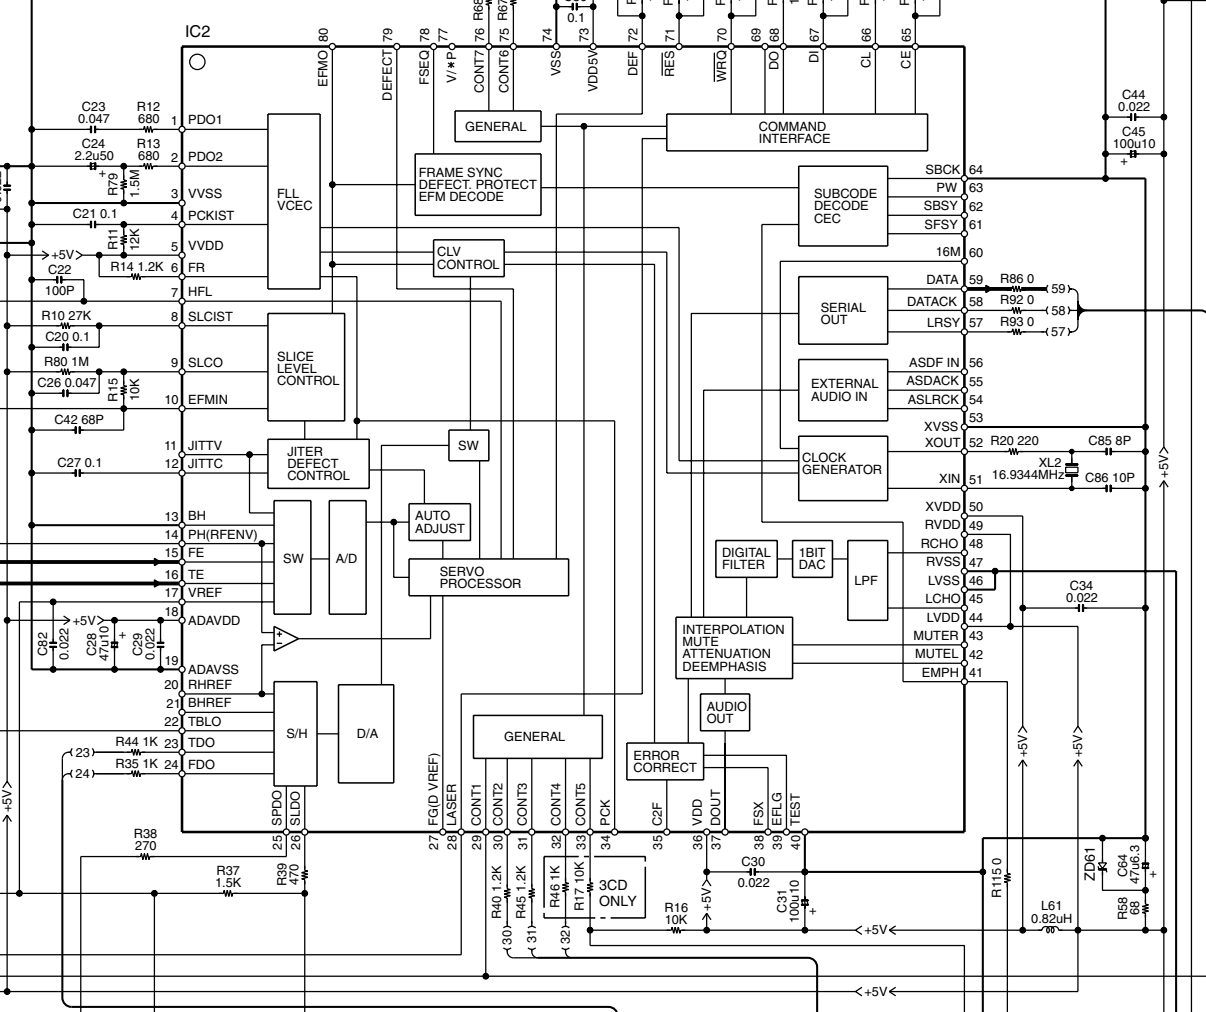 IC2
R68
R67
0.1
80
79
78
77
76
75
74
73
72
71
70
69
68
67
66
65
EFMO
DEFECT
FSEQ
V/*P
CONT7
CONT6
VSS
VDD5V
DEF
RES
WRQ
DO
DI
CL
CE
C23
0.047
R12
680
1
PDO1
C24
2.2u50
+
R13
680
2
PDO2
R79
1.5M
3
VVSS
C21 0.1
4
PCKIST
R11
12K
+5V
5
VVDD
C22
100P
R14 1.2K
6
FR
7
HFL
R10 27K
8
SLCIST
C20 0.1
R80 1M
9
SLCO
C26 0.047
R15
10K
10
EFMIN
C42 68P
11
JITTV
C27 0.1
12
JITTC
13
BH
14
PH(RFENV)
15
FE
16
TE
17
VREF
+5V
18
ADAVDD
C82
0.022
C28
47u10
+
C29
0.022
19
ADAVSS
20
RHREF
21
BHREF
22
TBLO
23
TDO
24
FDO
(23)
R44 1K
(24)
R35 1K
+5V
GENERAL
COMMAND
INTERFACE
FLL
VCEC
FRAME SYNC
DEFECT. PROTECT
EFM DECODE
SUBCODE
DECODE
CEC
CLV
CONTROL
SERIAL
OUT
SLICE
LEVEL
CONTROL
EXTERNAL
AUDIO IN
SW
JITER
DEFECT
CONTROL
CLOCK
GENERATOR
AUTO
ADJUST
SW
A/D
SERVO
PROCESSOR
DIGITAL
FILTER
1BIT
DAC
LPF
+
−
INTERPOLATION
MUTE
ATTENUATION
DEEMPHASIS
S/H
D/A
AUDIO
OUT
GENERAL
ERROR
CORRECT
C44
0.022
C45
100u10
+
SBCK
64
PW
63
SBSY
62
SFSY
61
16M
60
DATA
59
R86 0
(59)
DATACK
58
R92 0
(58)
LRSY
57
R93 0
(57)
ASDF IN
56
ASDACK
55
ASLRCK
54
XVSS
53
XOUT
52
R20 220
C85 8P
XL2
16.9344MHz
XIN
51
C86 10P
+5V
XVDD
50
RVDD
49
RCHO
48
RVSS
47
LVSS
46
LCHO
45
LVDD
44
MUTER
43
MUTEL
42
EMPH
41
C34
0.022
+5V
+5V
SPDO
SLDO
FG(D VREF)
LASER
CONT1
CONT2
CONT3
CONT4
CONT5
PCK
C2F
VDD
DOUT
FSX
EFLG
TEST
25
26
27
28
29
30
31
32
33
34
35
36
37
38
39
40
R38
270
R37
1.5K
R39
470
R40 1.2K
R45 1.2K
R46 1K
R17 10K
3CD
ONLY
(30)
(31)
(32)
R16
10K
+5V
C30
0.022
C31
100u10
+
+5V
+5V
R115 0
L61
0.82uH
ZD61
C64
47u6.3
+
R58
68